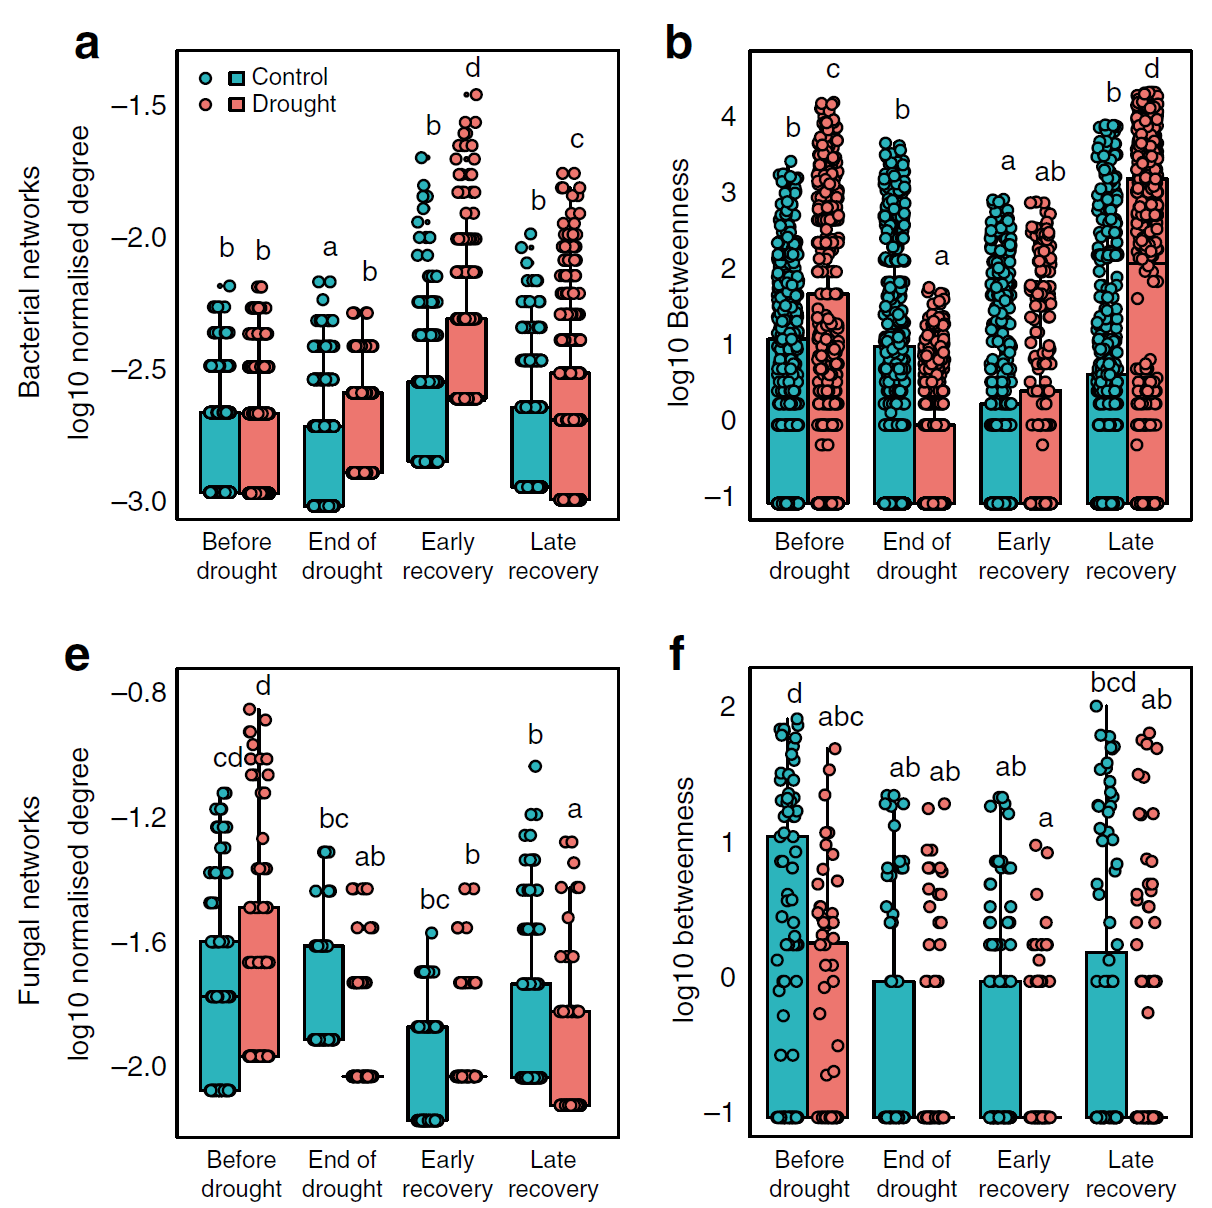 a
Bacterial networks
log10 normalised degree
Control
Drought
−1.5
−2.0
−2.5
−3.0
b
b
a
b
b
d
b
c
Before
drought
End of
drought
Early
recovery
Late
recovery
b
log10 Betweenness
4
3
2
1
0
−1
b
c
b
a
a
ab
b
d
Before
drought
End of
drought
Early
recovery
Late
recovery
e
Fungal networks
log10 normalised degree
−0.8
−1.2
−1.6
−2.0
cd
d
bc
ab
bc
b
b
a
Before
drought
End of
drought
Early
recovery
Late
recovery
f
log10 betweenness
2
1
0
−1
d
abc
ab
ab
ab
a
bcd
ab
Before
drought
End of
drought
Early
recovery
Late
recovery